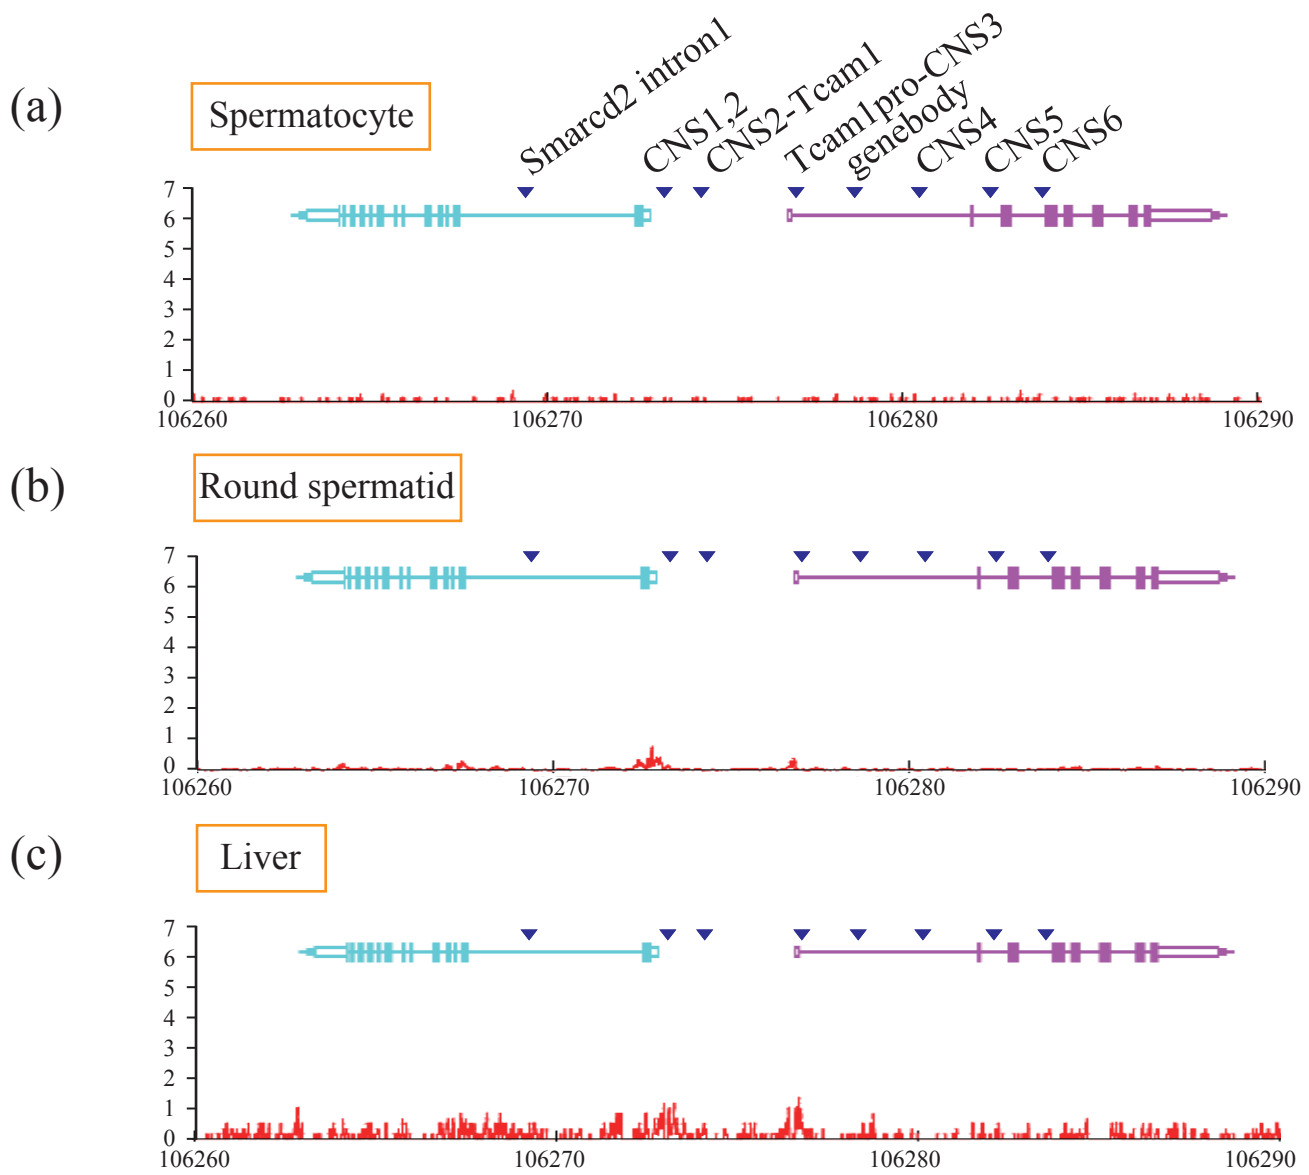 (a)
Spermatocyte
Smarcd2 intron1
CNS1,2
CNS2-Tcam1
Tcam1pro-CNS3
genebody
CNS4
CNS5
CNS6
7
6
5
4
3
2
1
0
106260
106270
106280
106290
(b)
Round spermatid
7
6
5
4
3
2
1
0
106260
106270
106280
106290
(c)
Liver
7
6
5
4
3
2
1
0
106260
106270
106280
106290